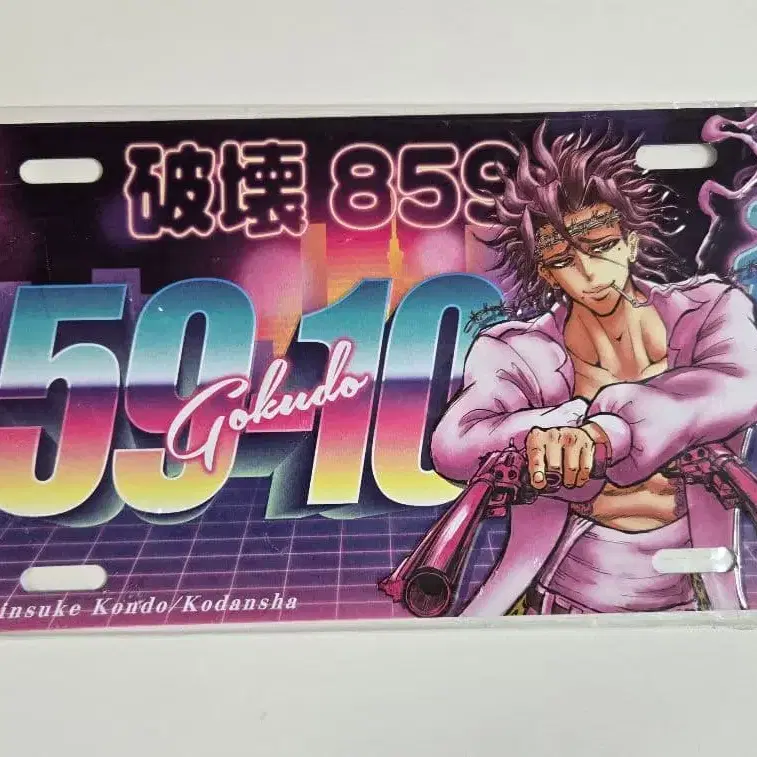 破壊 859
59-10
Gokudo
insuke Kondo/Kodansha